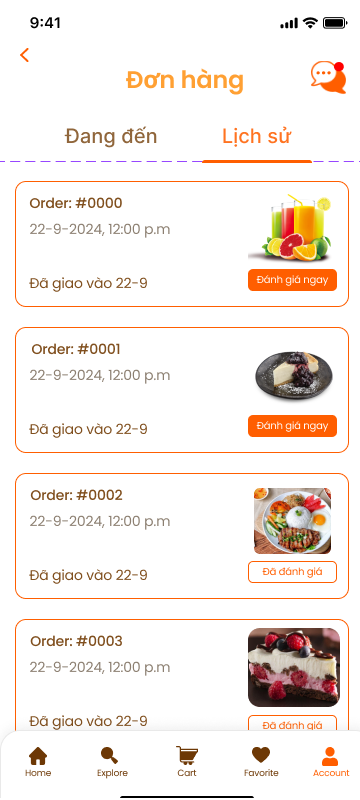 9:41
Đơn hàng
Đang đến
Lịch sử
Order: #0000
22-9-2024, 12:00 p.m
Đã giao vào 22-9
Đánh giá ngay
Order: #0001
22-9-2024, 12:00 p.m
Đã giao vào 22-9
Đánh giá ngay
Order: #0002
22-9-2024, 12:00 p.m
Đã giao vào 22-9
Đã đánh giá
Order: #0003
22-9-2024, 12:00 p.m
Đã giao vào 22-9
Đã đánh giá
Home
Explore
Cart
Favorite
Account